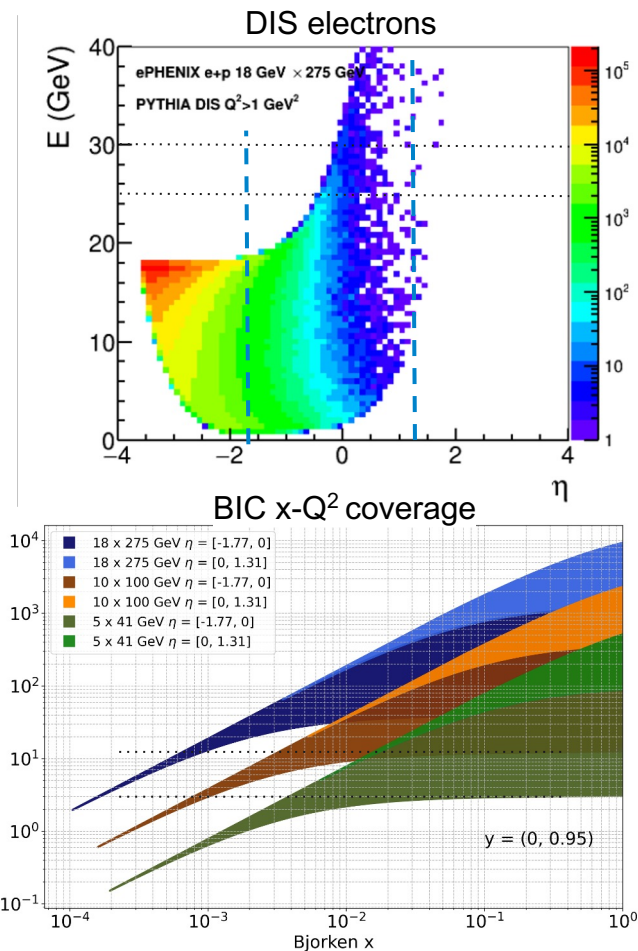 DIS electrons
E (GeV)
40
30
20
10
0
ePHENIX e+p 18 GeV × 275 GeV
PYTHIA DIS Q²>1 GeV²
10⁵
10⁴
10³
10²
10
1
−4 −2 0 2 4
η
BIC x-Q² coverage
18 x 275 GeV η = [-1.77, 0]
18 x 275 GeV η = [0, 1.31]
10 x 100 GeV η = [-1.77, 0]
10 x 100 GeV η = [0, 1.31]
5 x 41 GeV η = [-1.77, 0]
5 x 41 GeV η = [0, 1.31]
10⁴
10³
10²
10¹
10⁰
10⁻¹
y = (0, 0.95)
10⁻⁴ 10⁻³ 10⁻² 10⁻¹ 10⁰
Bjorken x